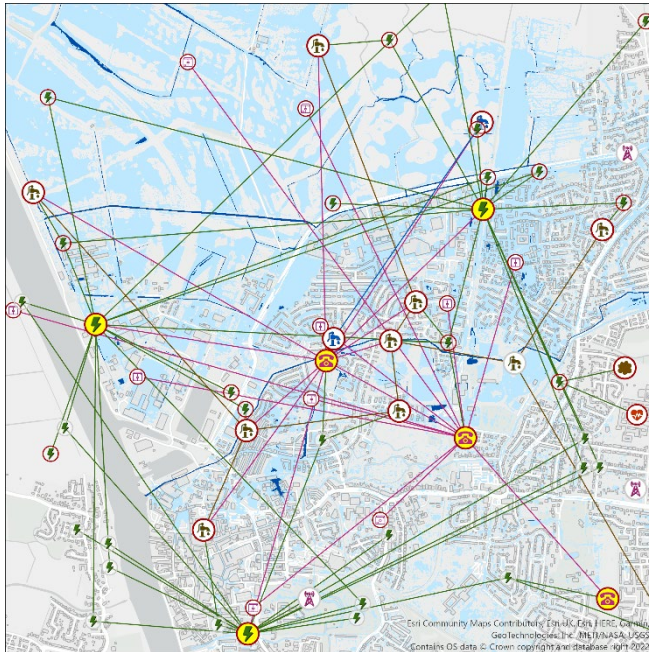 Esri Community Maps Contributors, Esri UK, Esri, HERE, Garmin,
GeoTechnologies, Inc, METI/NASA, USGS
Contains OS data © Crown copyright and database right 2022